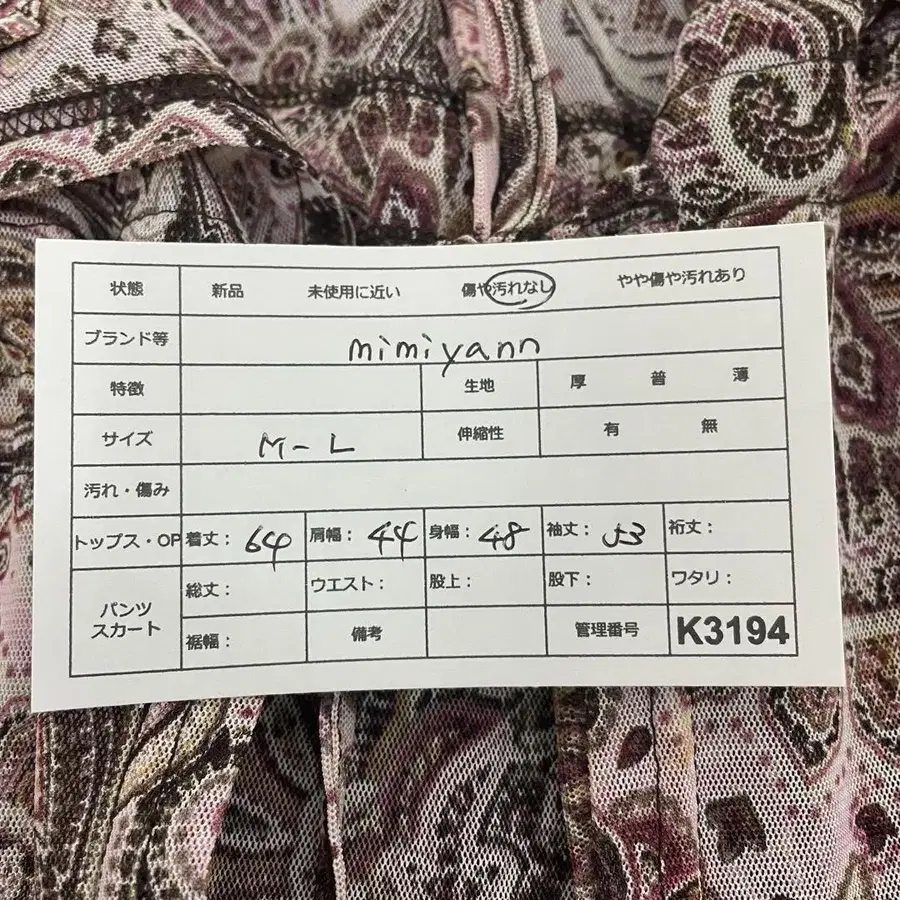 状態 新品 未使用に近い 傷や汚れなし やや傷や汚れあり
ブランド等 mimiyann
特徴 生地 厚 普 薄
サイズ M-L 伸縮性 有 無
汚れ・傷み
トップス・OP 着丈: 64 肩幅: 44 身幅: 48 袖丈: 53 裄丈:
パンツ スカート
総丈: ウエスト: 股上: 股下: ワタリ:
裾幅: 備考 管理番号 K3194